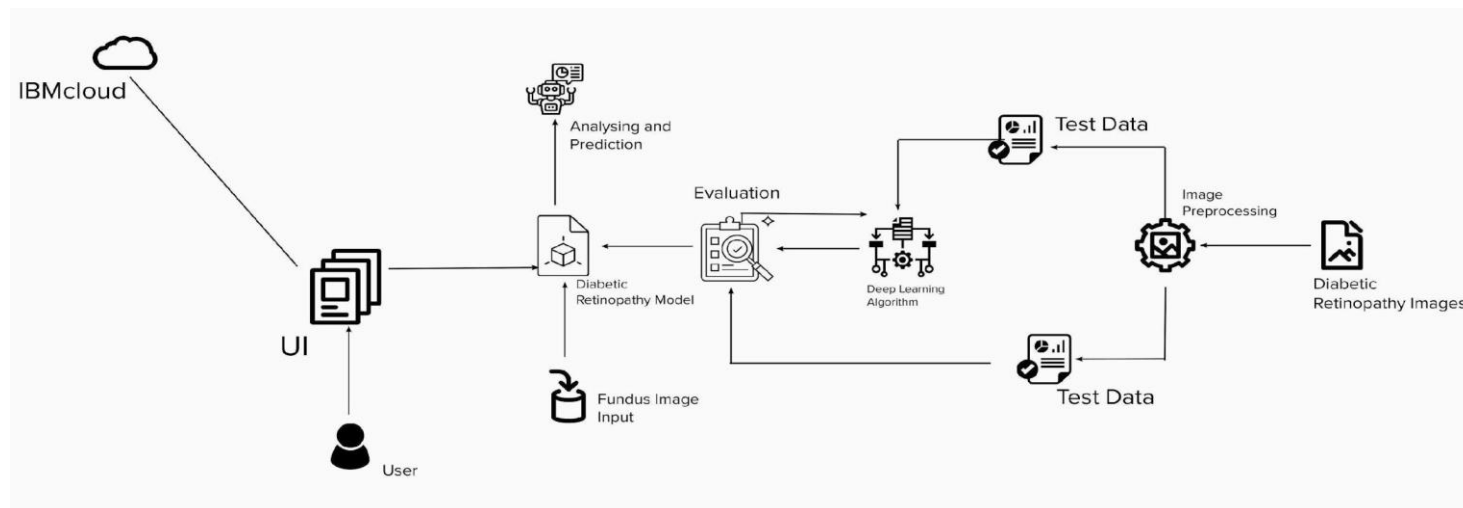 IBMcloud
Analysing and
Prediction
Test Data
Evaluation
Image
Preprocessing
Diabetic
Retinopathy Model
Deep Learning
Algorithm
Diabetic
Retinopathy Images
UI
Fundus Image
Input
Test Data
User